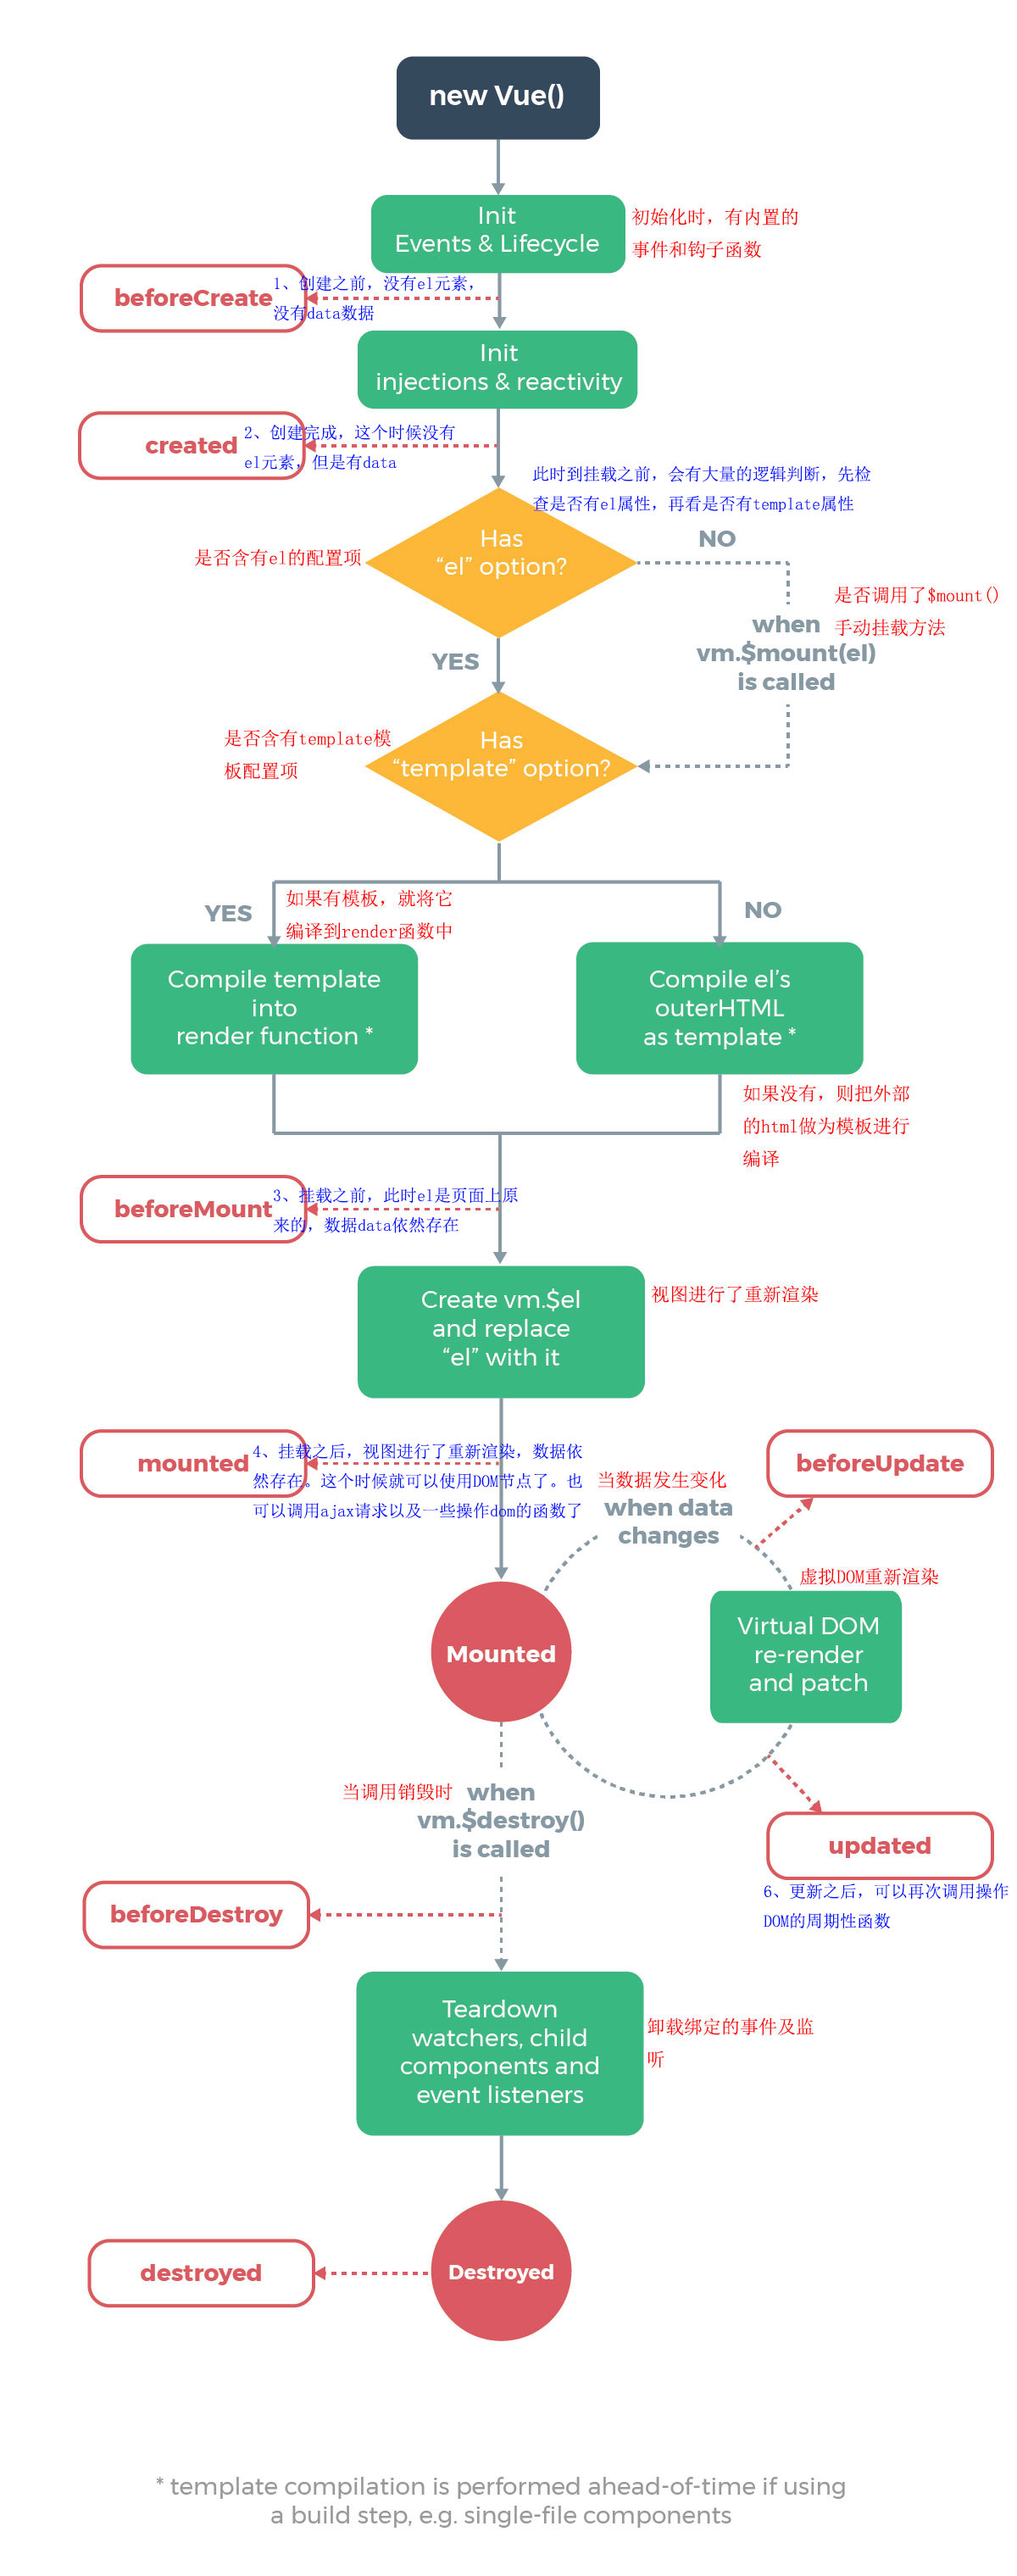 new Vue()
Init
Events & Lifecycle
初始化时，有内置的
事件和钩子函数
beforeCreate
1、创建之前，没有el元素，
没有data数据
Init
injections & reactivity
created
2、创建完成，这个时候没有
el元素，但是有data
此时到挂载之前，会有大量的逻辑判断，先检
查是否有el属性，再看是否有template属性
Has
“el” option?
是否含有el的配置项
NO
是否调用了$mount()
手动挂载方法
when
vm.$mount(el)
is called
YES
Has
“template” option?
是否含有template模
板配置项
YES
如果有模板，就将它
编译到render函数中
NO
Compile template
into
render function *
Compile el’s
outerHTML
as template *
如果没有，则把外部
的html做为模板进行
编译
beforeMount
3、挂载之前，此时el是页面上原
来的，数据data依然存在
Create vm.$el
and replace
“el” with it
视图进行了重新渲染
mounted
4、挂载之后，视图进行了重新渲染，数据依
然存在。这个时候就可以使用DOM节点了。也
可以调用ajax请求以及一些操作dom的函数了
当数据发生变化
when data
changes
beforeUpdate
虚拟DOM重新渲染
Virtual DOM
re-render
and patch
Mounted
当调用销毁时
when
vm.$destroy()
is called
updated
6、更新之后，可以再次调用操作
DOM的周期性函数
beforeDestroy
Teardown
watchers, child
components and
event listeners
卸载绑定的事件及监
听
destroyed
Destroyed
* template compilation is performed ahead-of-time if using
a build step, e.g. single-file components